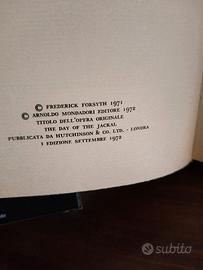 © FREDERICK FORSYTH 1971
© ARNOLDO MONDADORI EDITORE 1972
TITOLO DELL'OPERA ORIGINALE
THE DAY OF THE JACKAL
PUBBLICATA DA HUTCHINSON & CO. LTD. - LONDRA
I EDIZIONE SETTEMBRE 1972
subito